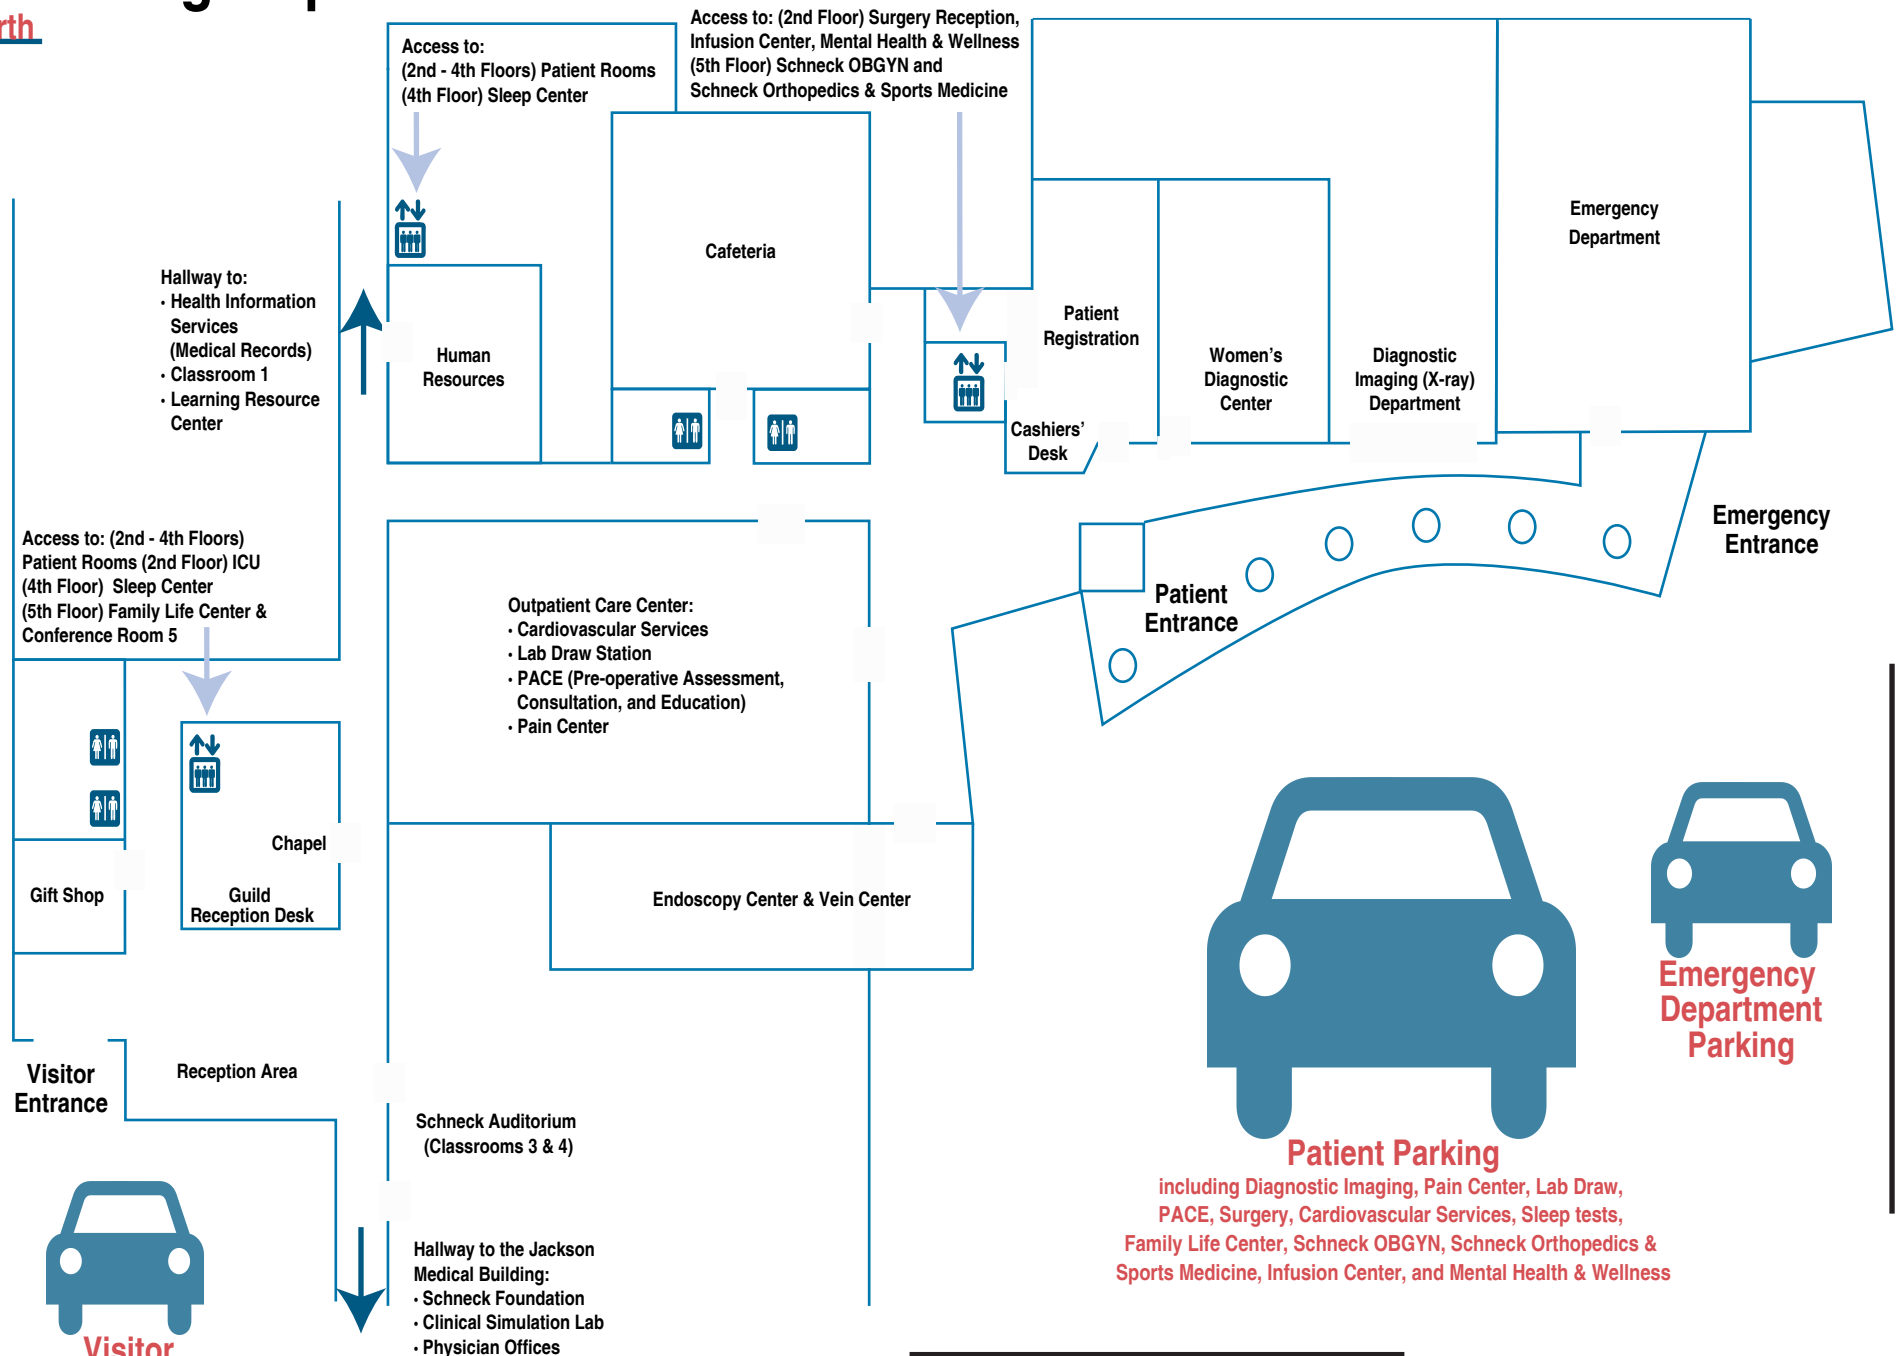 Access to:
(2nd - 4th Floors) Patient Rooms
(4th Floor) Sleep Center
Access to: (2nd Floor) Surgery Reception,
Infusion Center, Mental Health & Wellness
(5th Floor) Schneck OBGYN and
Schneck Orthopedics & Sports Medicine
Emergency
Department
Cafeteria
Hallway to:
• Health Information
Services
(Medical Records)
• Classroom 1
• Learning Resource
Center
Human
Resources
Patient
Registration
Women's
Diagnostic
Center
Diagnostic
Imaging (X-ray)
Department
Cashiers'
Desk
Emergency
Entrance
Access to: (2nd - 4th Floors)
Patient Rooms (2nd Floor) ICU
(4th Floor) Sleep Center
(5th Floor) Family Life Center &
Conference Room 5
Outpatient Care Center:
• Cardiovascular Services
• Lab Draw Station
• PACE (Pre-operative Assessment,
Consultation, and Education)
• Pain Center
Patient
Entrance
Chapel
Gift Shop
Guild
Reception Desk
Endoscopy Center & Vein Center
Emergency
Department
Parking
Visitor
Entrance
Reception Area
Schneck Auditorium
(Classrooms 3 & 4)
Patient Parking
including Diagnostic Imaging, Pain Center, Lab Draw,
PACE, Surgery, Cardiovascular Services, Sleep tests,
Family Life Center, Schneck OBGYN, Schneck Orthopedics &
Sports Medicine, Infusion Center, and Mental Health & Wellness
Hallway to the Jackson
Medical Building:
• Schneck Foundation
• Clinical Simulation Lab
• Physician Offices
Visitor